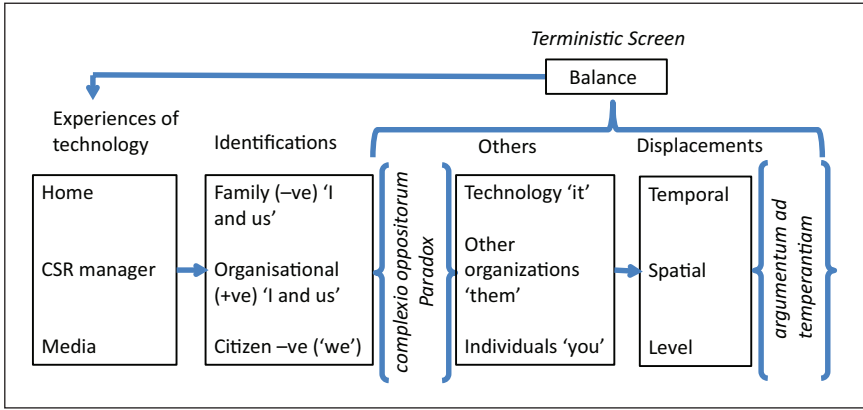 Terministic Screen
Balance
Experiences of
technology
Identifications
Others
Displacements
Home
CSR manager
Media
Family (–ve) ‘I
and us’
Organisational
(+ve) ‘I and us’
Citizen –ve (‘we’)
complexio oppositorum
Paradox
Technology ‘it’
Other
organizations
‘them’
Individuals ‘you’
Temporal
Spatial
Level
argumentum ad
temperantiam